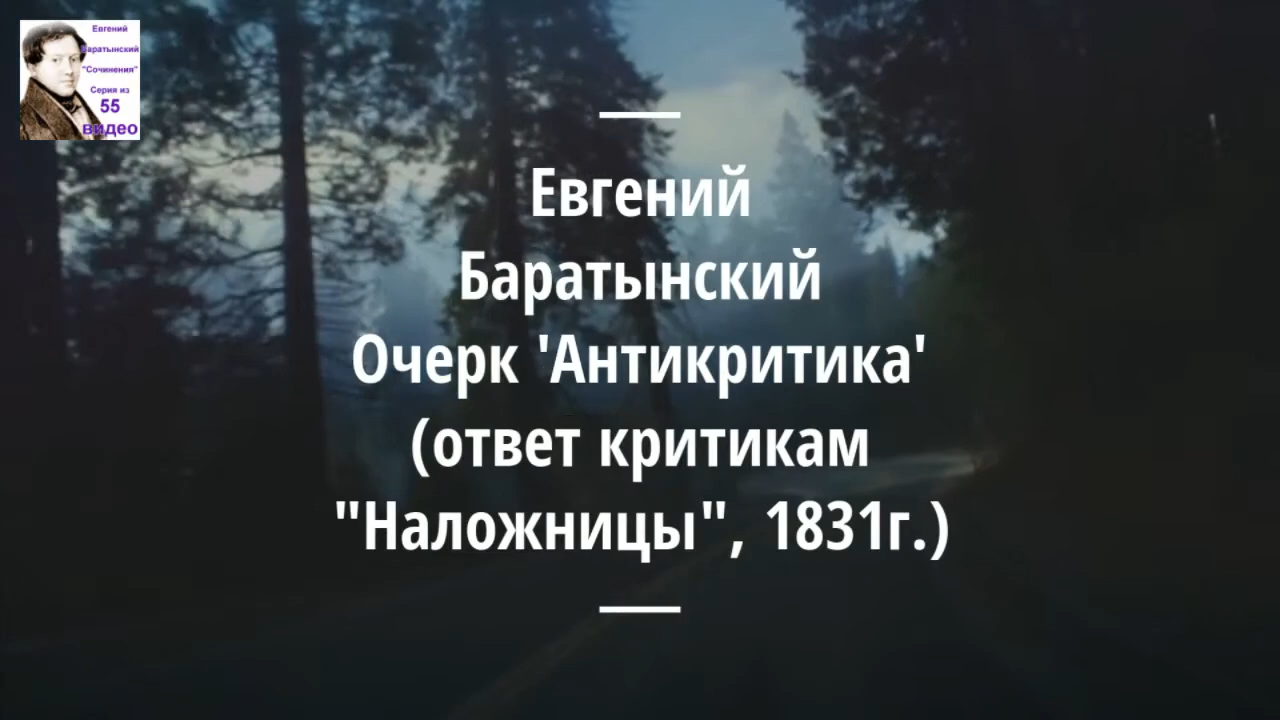 Евгений
Баратынский
"Сочинения"
Серия из
55
видео
Евгений
Баратынский
Очерк 'Антикритика'
(ответ критикам
"Наложницы", 1831г.)